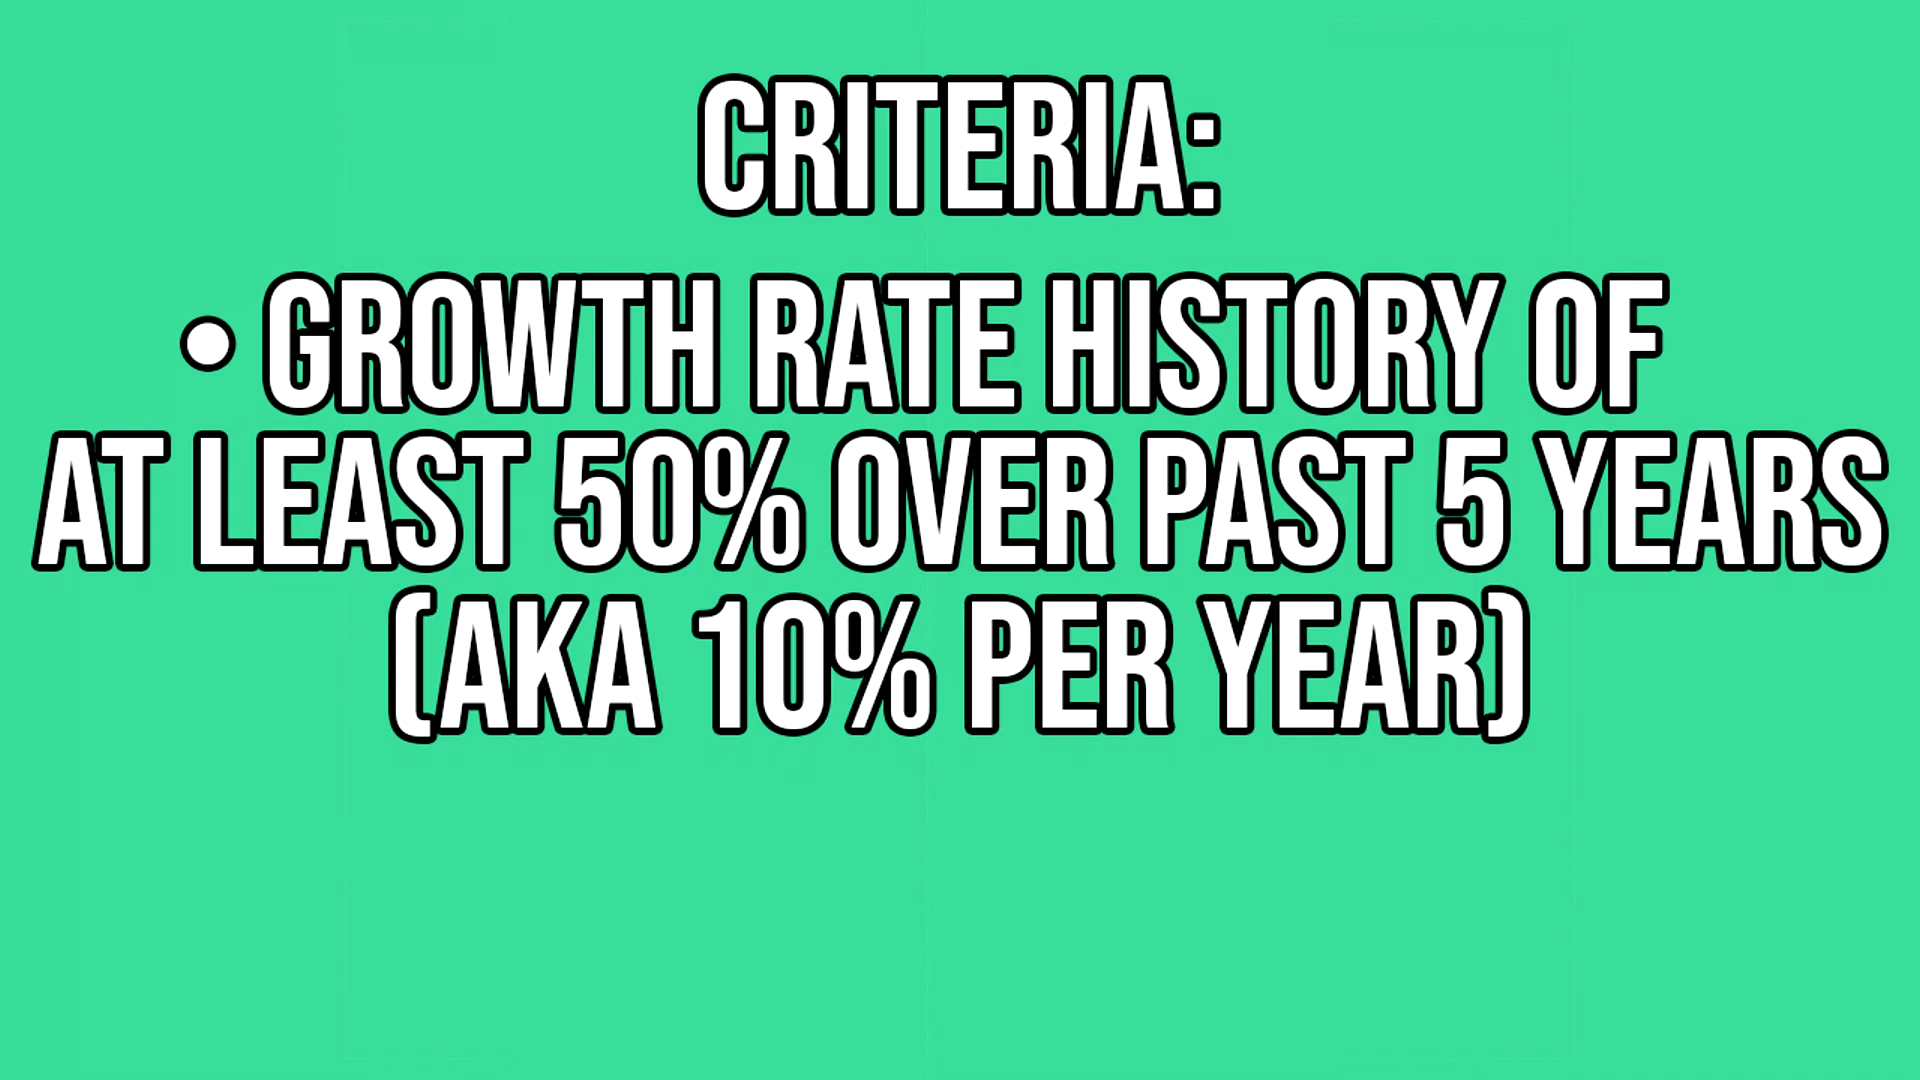 CRITERIA:
• GROWTH RATE HISTORY OF
AT LEAST 50% OVER PAST 5 YEARS
(AKA 10% PER YEAR)